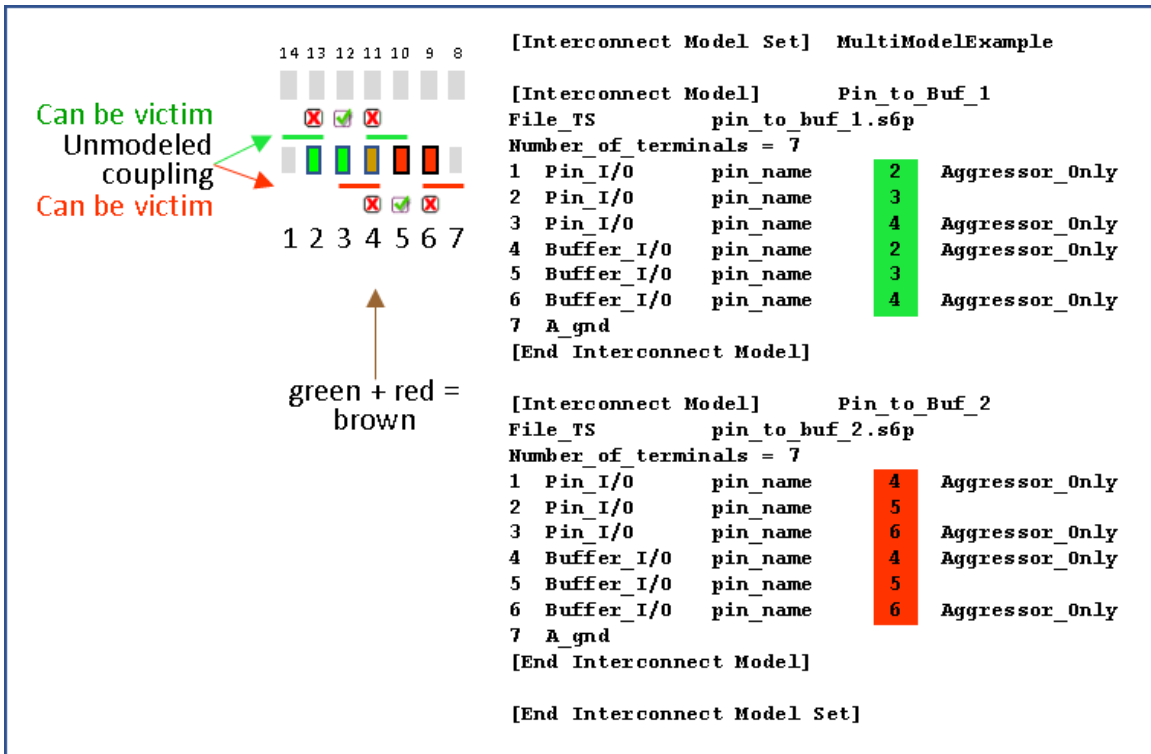 14 13 12 11 10 9 8
Can be victim
Unmodeled
coupling
Can be victim
1 2 3 4 5 6 7
green + red =
brown
[Interconnect Model Set] MultiModelExample
[Interconnect Model] Pin_to_Buf_1
File_TS pin_to_buf_1.s6p
Number_of_terminals = 7
1 Pin_I/O pin_name 2 Aggressor_Only
2 Pin_I/O pin_name 3
3 Pin_I/O pin_name 4 Aggressor_Only
4 Buffer_I/O pin_name 2 Aggressor_Only
5 Buffer_I/O pin_name 3
6 Buffer_I/O pin_name 4 Aggressor_Only
7 A_gnd
[End Interconnect Model]
[Interconnect Model] Pin_to_Buf_2
File_TS pin_to_buf_2.s6p
Number_of_terminals = 7
1 Pin_I/O pin_name 4 Aggressor_Only
2 Pin_I/O pin_name 5
3 Pin_I/O pin_name 6 Aggressor_Only
4 Buffer_I/O pin_name 4 Aggressor_Only
5 Buffer_I/O pin_name 5
6 Buffer_I/O pin_name 6 Aggressor_Only
7 A_gnd
[End Interconnect Model]
[End Interconnect Model Set]